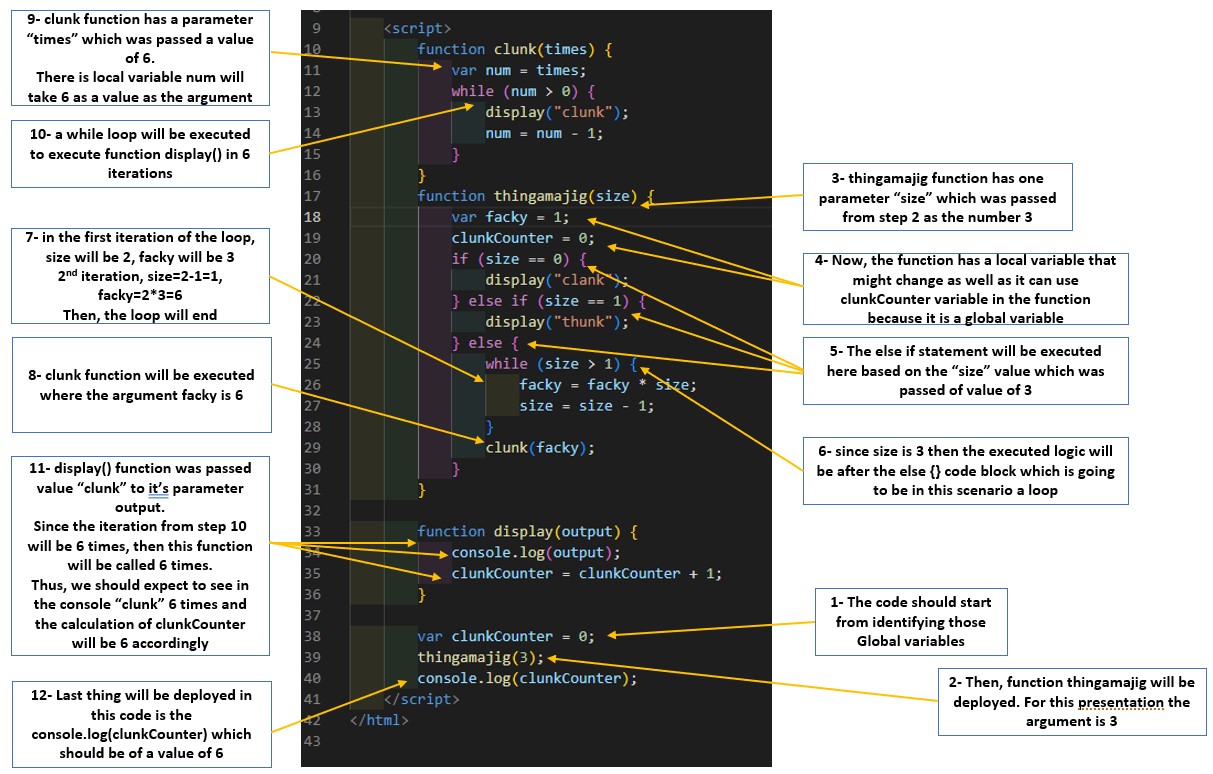 9- clunk function has a parameter
“times” which was passed a value
of 6.
There is local variable num will
take 6 as a value as the argument
10- a while loop will be executed
to execute function display() in 6
iterations
7- in the first iteration of the loop,
size will be 2, facky will be 3
2nd iteration, size=2-1=1,
facky=2*3=6
Then, the loop will end
8- clunk function will be executed
where the argument facky is 6
11- display() function was passed
value “clunk” to it’s parameter
output.
Since the iteration from step 10
will be 6 times, then this function
will be called 6 times.
Thus, we should expect to see in
the console “clunk” 6 times and
the calculation of clunkCounter
will be 6 accordingly
12- Last thing will be deployed in
this code is the
console.log(clunkCounter) which
should be of a value of 6
9 <script>
10 function clunk(times) {
11 var num = times;
12 while (num > 0) {
13 display("clunk");
14 num = num - 1;
15 }
16 }
17 function thingamajig(size) {
18 var facky = 1;
19 clunkCounter = 0;
20 if (size == 0) {
21 display("clank");
22 } else if (size == 1) {
23 display("thunk");
24 } else {
25 while (size > 1) {
26 facky = facky * size;
27 size = size - 1;
28 }
29 clunk(facky);
30 }
31 }
32
33 function display(output) {
34 console.log(output);
35 clunkCounter = clunkCounter + 1;
36 }
37
38 var clunkCounter = 0;
39 thingamajig(3);
40 console.log(clunkCounter);
41 </script>
42 </html>
43
3- thingamajig function has one
parameter “size” which was passed
from step 2 as the number 3
4- Now, the function has a local variable that
might change as well as it can use
clunkCounter variable in the function
because it is a global variable
5- The else if statement will be executed
here based on the “size” value which was
passed of value of 3
6- since size is 3 then the executed logic will
be after the else {} code block which is going
to be in this scenario a loop
1- The code should start
from identifying those
Global variables
2- Then, function thingamajig will be
deployed. For this presentation the
argument is 3